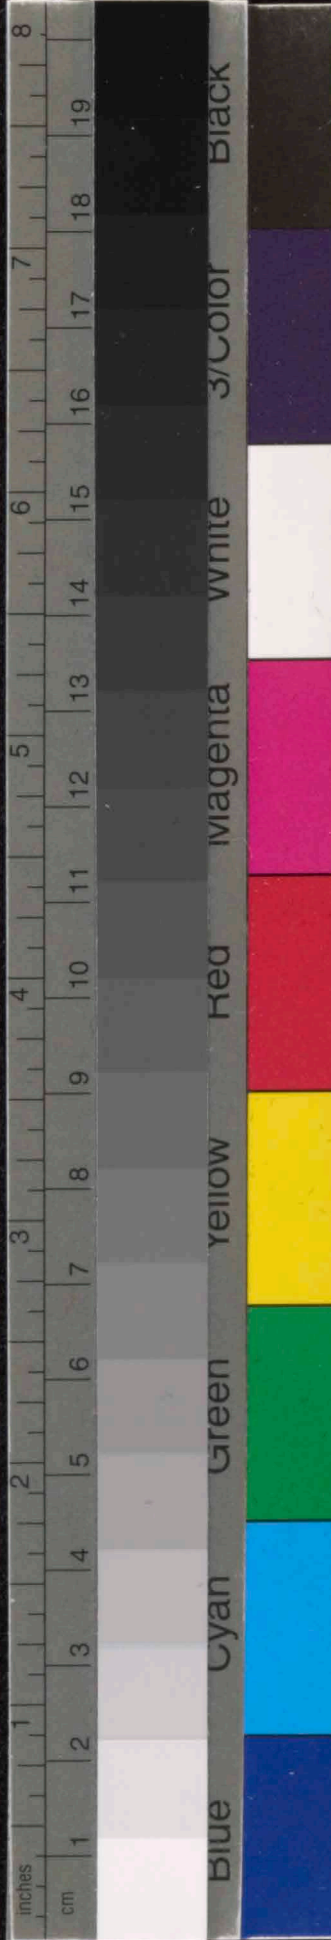 inches 1 2 3 4 5 6 7 8
cm 1 2 3 4 5 6 7 8 9 10 11 12 13 14 15 16 17 18 19
Blue Cyan Green Yellow Red Magenta White 3/Color Black